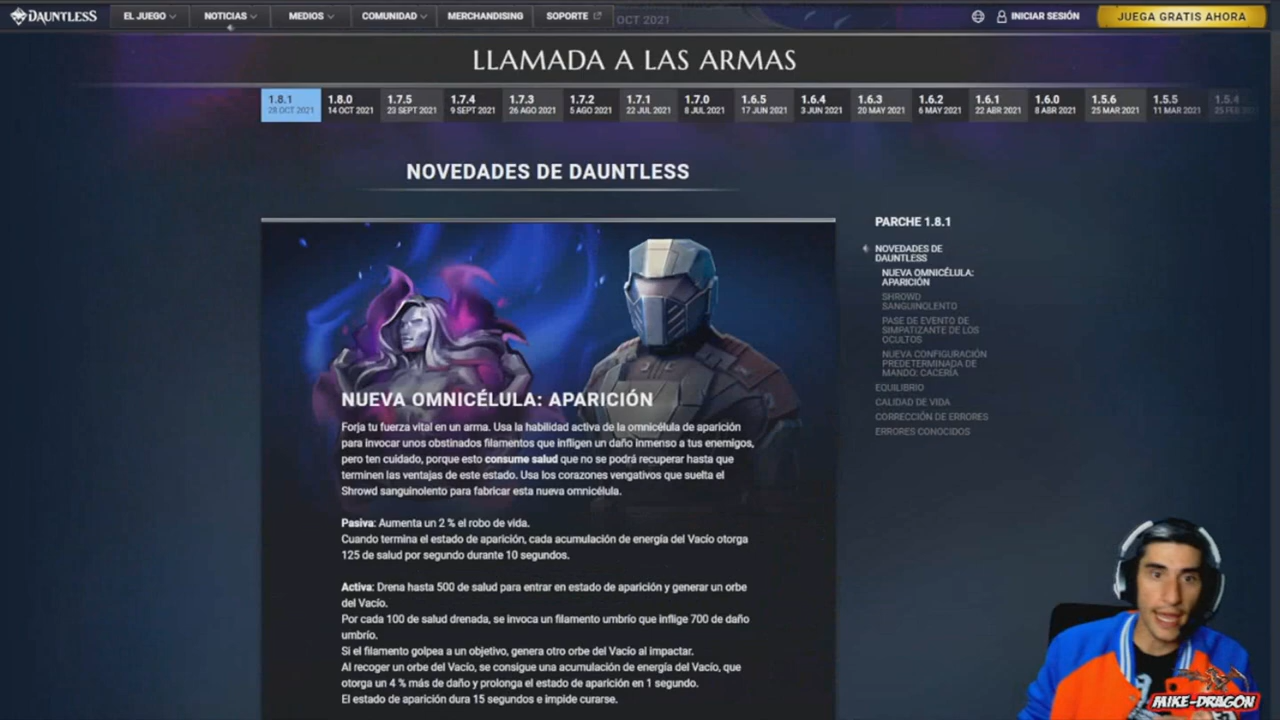 DAUNTLESS
EL JUEGO
NOTICIAS
MEDIOS
COMUNIDAD
MERCHANDISING
SOPORTE
OCT 2021
INICIAR SESIÓN
JUEGA GRATIS AHORA
LLAMADA A LAS ARMAS
1.8.1 1.8.0 1.7.5 1.7.4 1.7.3 1.7.2 1.7.1 1.7.0 1.6.5 1.6.4 1.6.3 1.6.2 1.6.1 1.6.0 1.5.6 1.5.5 1.5.4
28 OCT 2021 14 OCT 2021 23 SEPT 2021 9 SEPT 2021 26 AGO 2021 5 AGO 2021 22 JUL 2021 8 JUL 2021 17 JUN 2021 3 JUN 2021 20 MAY 2021 6 MAY 2021 22 ABR 2021 8 ABR 2021 25 MAR 2021 11 MAR 2021 25 FEB
NOVEDADES DE DAUNTLESS
NUEVA OMNICÉLULA: APARICIÓN
Forja tu fuerza vital en un arma. Usa la habilidad activa de la omnicélula de aparición
para invocar unos obstinados filamentos que infligen un daño inmenso a tus enemigos,
pero ten cuidado, porque esto consume salud que no se podrá recuperar hasta que
terminen las ventajas de este estado. Usa los corazones vengativos que suelta el
Shrowd sanguinolento para fabricar esta nueva omnicélula.
Pasiva: Aumenta un 2 % el robo de vida.
Cuando termina el estado de aparición, cada acumulación de energía del Vacío otorga
125 de salud por segundo durante 10 segundos.
Activa: Drena hasta 500 de salud para entrar en estado de aparición y generar un orbe
del Vacío.
Por cada 100 de salud drenada, se invoca un filamento umbrío que inflige 700 de daño
umbrío.
Si el filamento golpea a un objetivo, genera otro orbe del Vacío al impactar.
Al recoger un orbe del Vacío, se consigue una acumulación de energía del Vacío, que
otorga un 4 % más de daño y prolonga el estado de aparición en 1 segundo.
El estado de aparición dura 15 segundos e impide curarse.
PARCHE 1.8.1
NOVEDADES DE
DAUNTLESS
NUEVA OMNICÉLULA:
APARICIÓN
SHROWD
SANGUINOLENTO
PASE DE EVENTO DE
SIMPATIZANTE DE LOS
OCULTOS
NUEVA CONFIGURACIÓN
PREDETERMINADA DE
MANDO: CACERÍA
EQUILIBRIO
CALIDAD DE VIDA
CORRECCIÓN DE ERRORES
ERRORES CONOCIDOS
MIKE-DRAGON